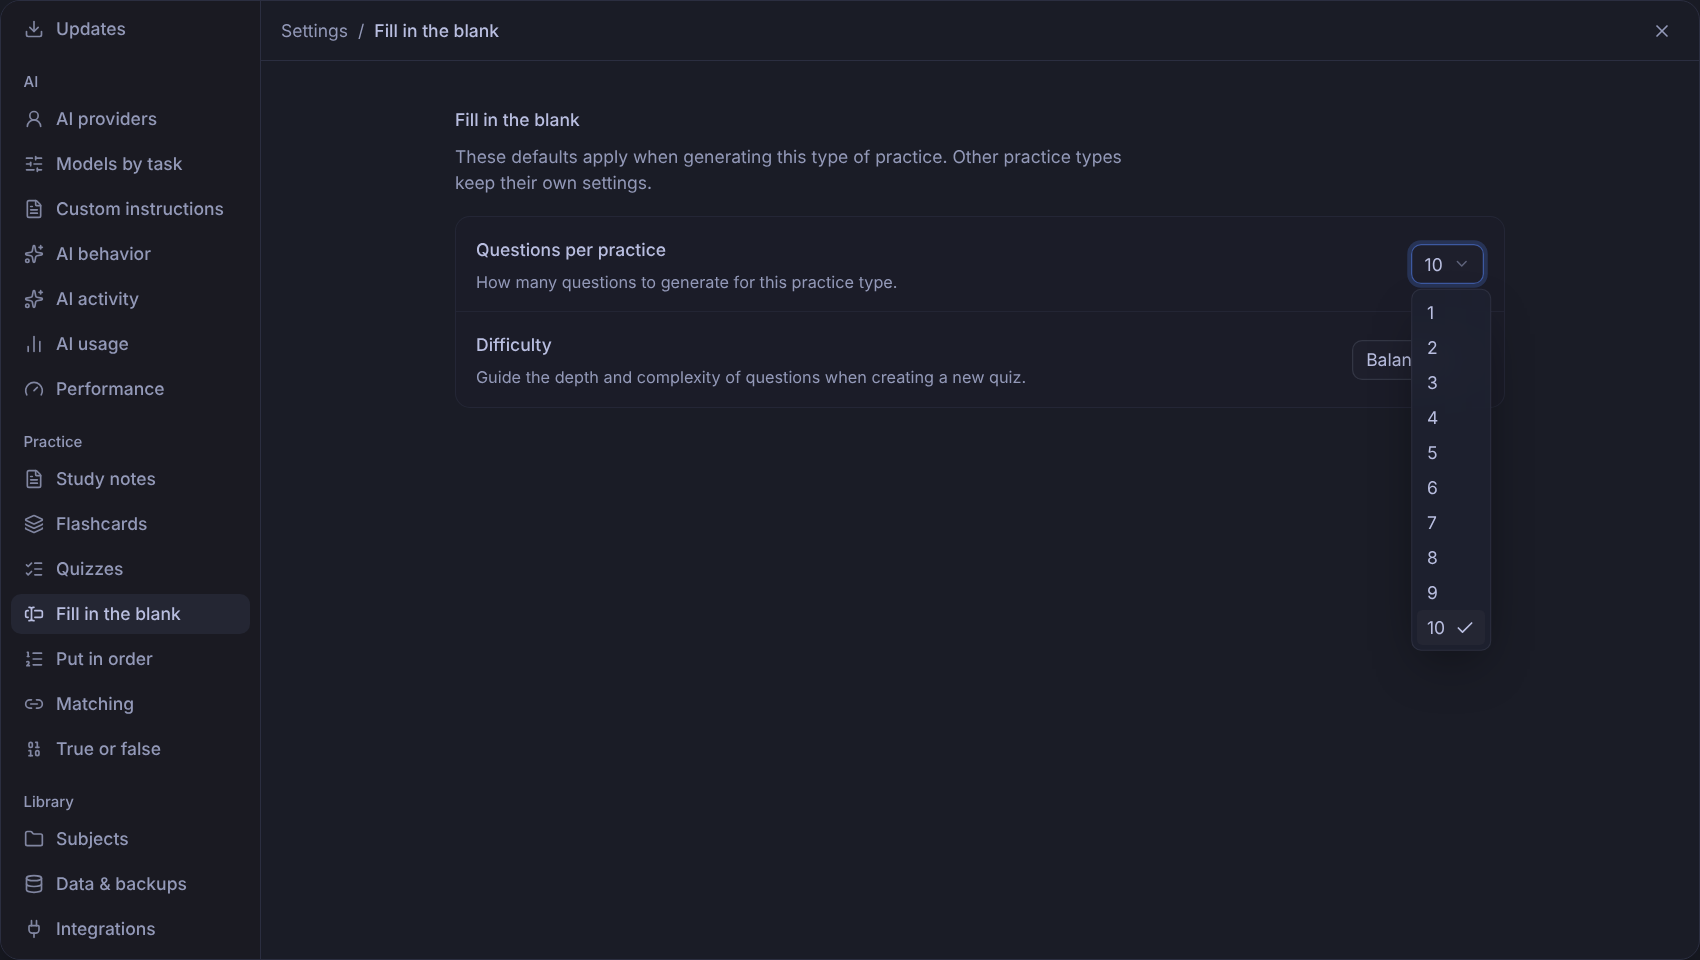 Updates
AI
AI providers
Models by task
Custom instructions
AI behavior
AI activity
AI usage
Performance
Practice
Study notes
Flashcards
Quizzes
Fill in the blank
Put in order
Matching
True or false
Library
Subjects
Data & backups
Integrations
Settings / Fill in the blank
Fill in the blank
These defaults apply when generating this type of practice. Other practice types
keep their own settings.
Questions per practice
How many questions to generate for this practice type.
10
Difficulty
Guide the depth and complexity of questions when creating a new quiz.
Balan
1
2
3
4
5
6
7
8
9
10